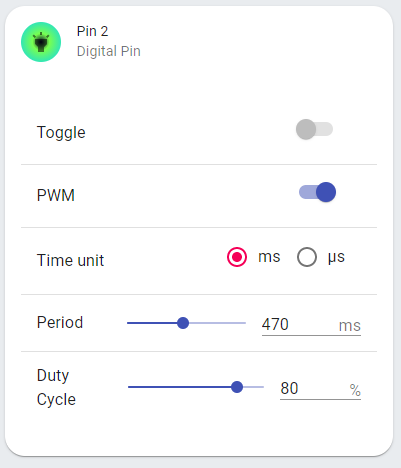 Pin 2
Digital Pin
Toggle
PWM
Time unit ms µs
Period 470 ms
Duty
Cycle 80 %